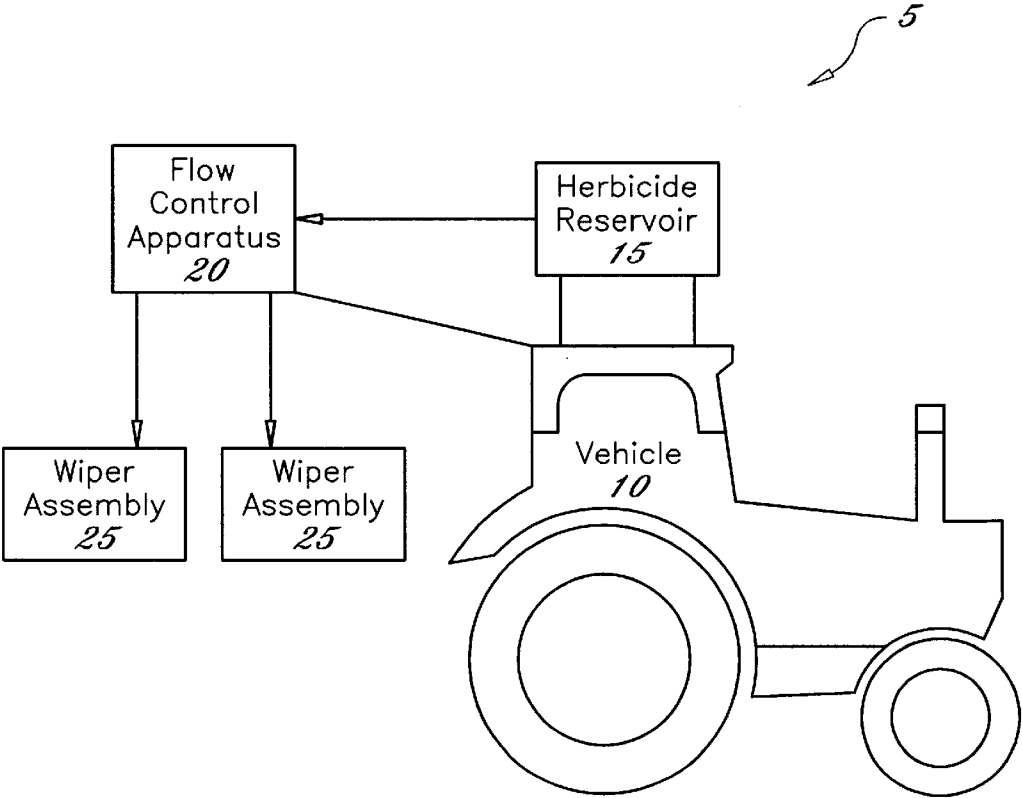 5
Flow
Control
Apparatus
20
Herbicide
Reservoir
15
Vehicle
10
Wiper
Assembly
25
Wiper
Assembly
25